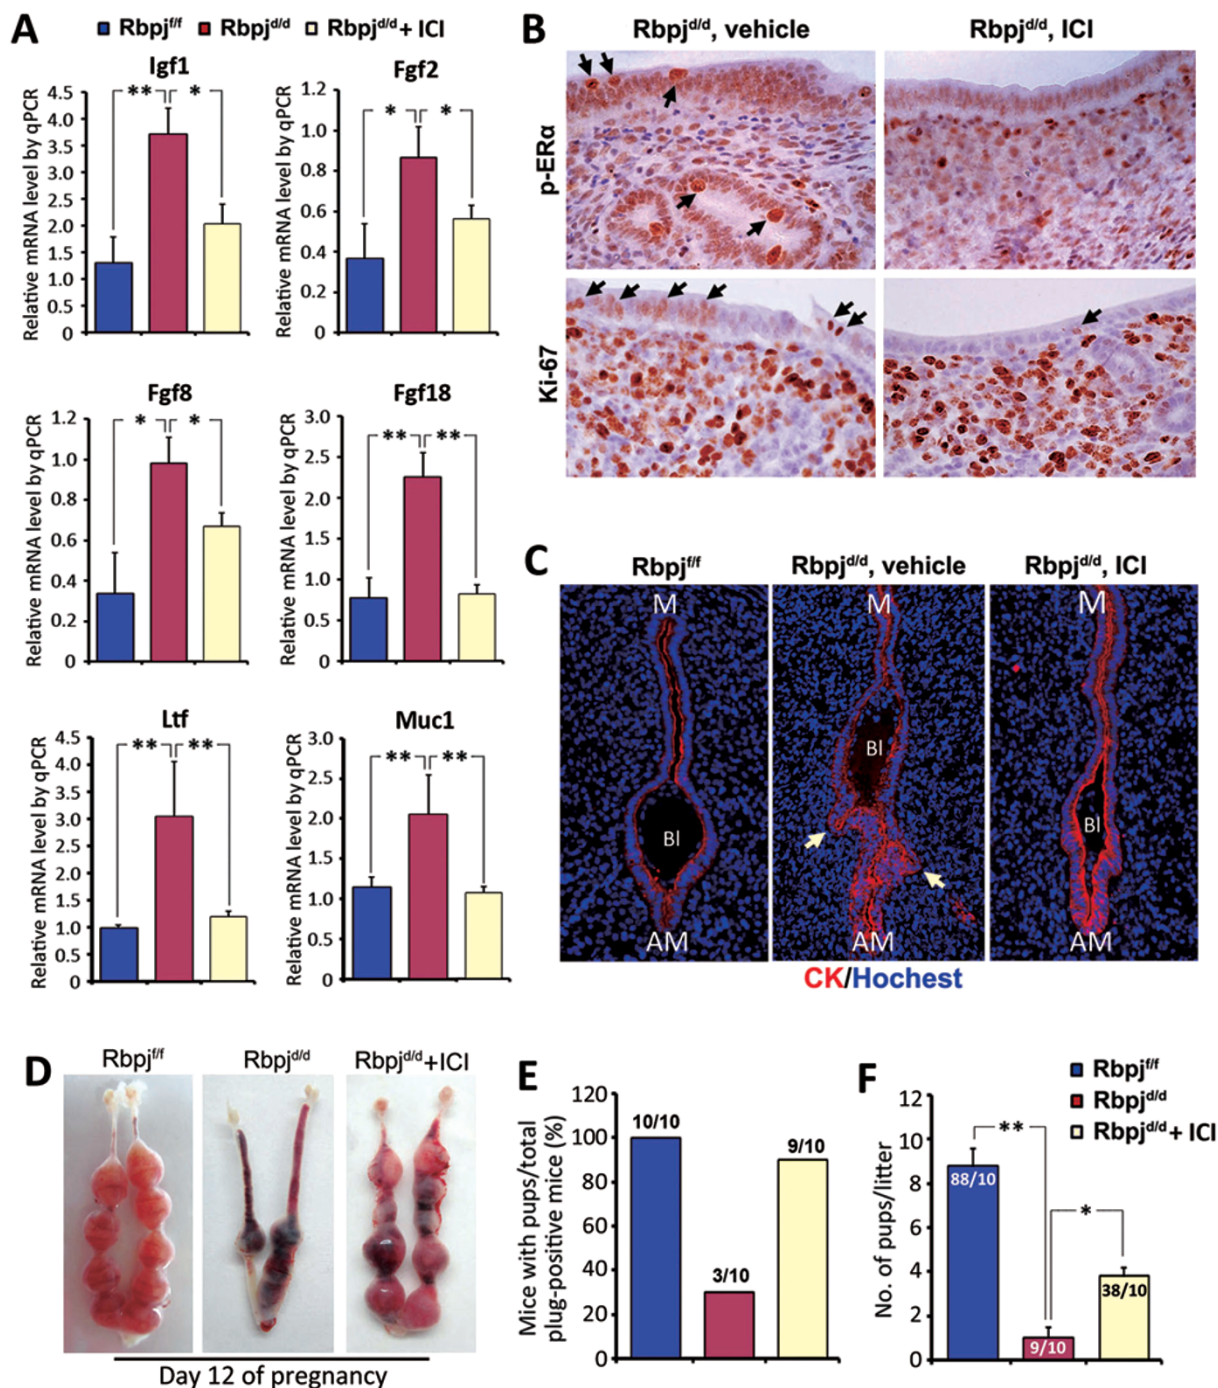 A
Rbpjf/f Rbpjd/d Rbpjd/d + ICI
Igf1
Relative mRNA level by qPCR
4.5
4.0
3.5
3.0
2.5
2.0
1.5
1.0
0.5
0
** *
Fgf2
Relative mRNA level by qPCR
1.2
1.0
0.8
0.6
0.4
0.2
0
* *
Fgf8
Relative mRNA level by qPCR
1.2
1.0
0.8
0.6
0.4
0.2
0
* *
Fgf18
Relative mRNA level by qPCR
3.0
2.5
2.0
1.5
1.0
0.5
0
** **
Ltf
Relative mRNA level by qPCR
4.5
4.0
3.5
3.0
2.5
2.0
1.5
1.0
0.5
0
** **
Muc1
Relative mRNA level by qPCR
3.0
2.5
2.0
1.5
1.0
0.5
0
** **
B
Rbpjd/d, vehicle
Rbpjd/d, ICI
p-ERα
Ki-67
C
Rbpjf/f
Rbpjd/d, vehicle
Rbpjd/d, ICI
M
Bl
AM
M
Bl
AM
M
Bl
AM
CK/Hochest
D
Rbpjf/f
Rbpjd/d
Rbpjd/d+ICI
Day 12 of pregnancy
E
Mice with pups/total
plug-positive mice (%)
120
100
80
60
40
20
0
10/10
3/10
9/10
F
Rbpjf/f
Rbpjd/d
Rbpjd/d + ICI
No. of pups/litter
12
10
8
6
4
2
0
**
*
88/10
9/10
38/10